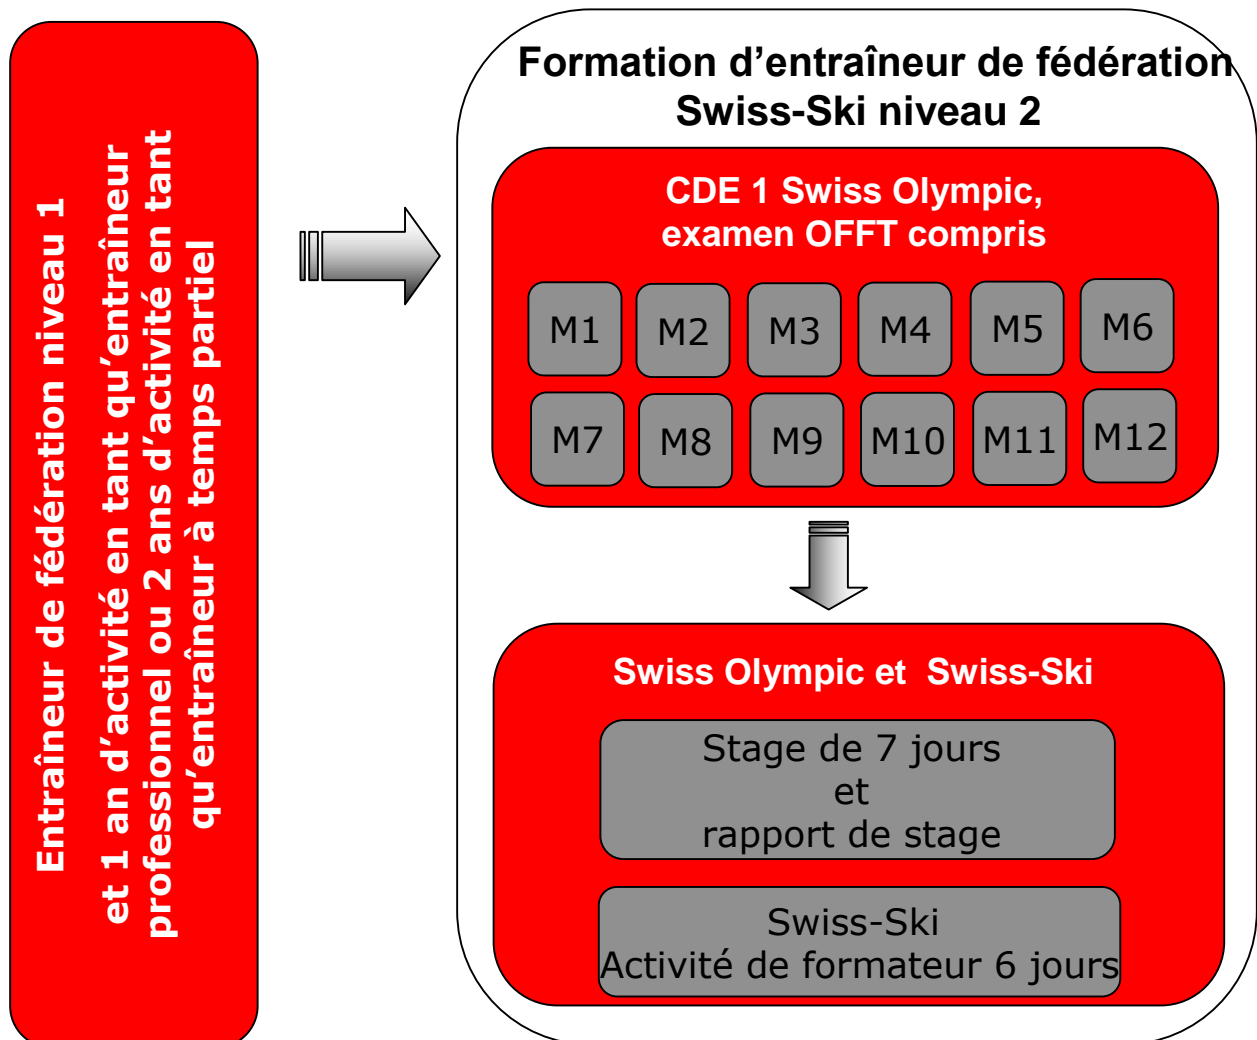 Entraîneur de fédération niveau 1
et 1 an d’activité en tant qu’entraîneur
professionnel ou 2 ans d’activité en tant
qu’entraîneur à temps partiel
Formation d’entraîneur de fédération
Swiss-Ski niveau 2
CDE 1 Swiss Olympic,
examen OFFT compris
M1 M2 M3 M4 M5 M6
M7 M8 M9 M10 M11 M12
Swiss Olympic et  Swiss-Ski
Stage de 7 jours
et
rapport de stage
Swiss-Ski
Activité de formateur 6 jours